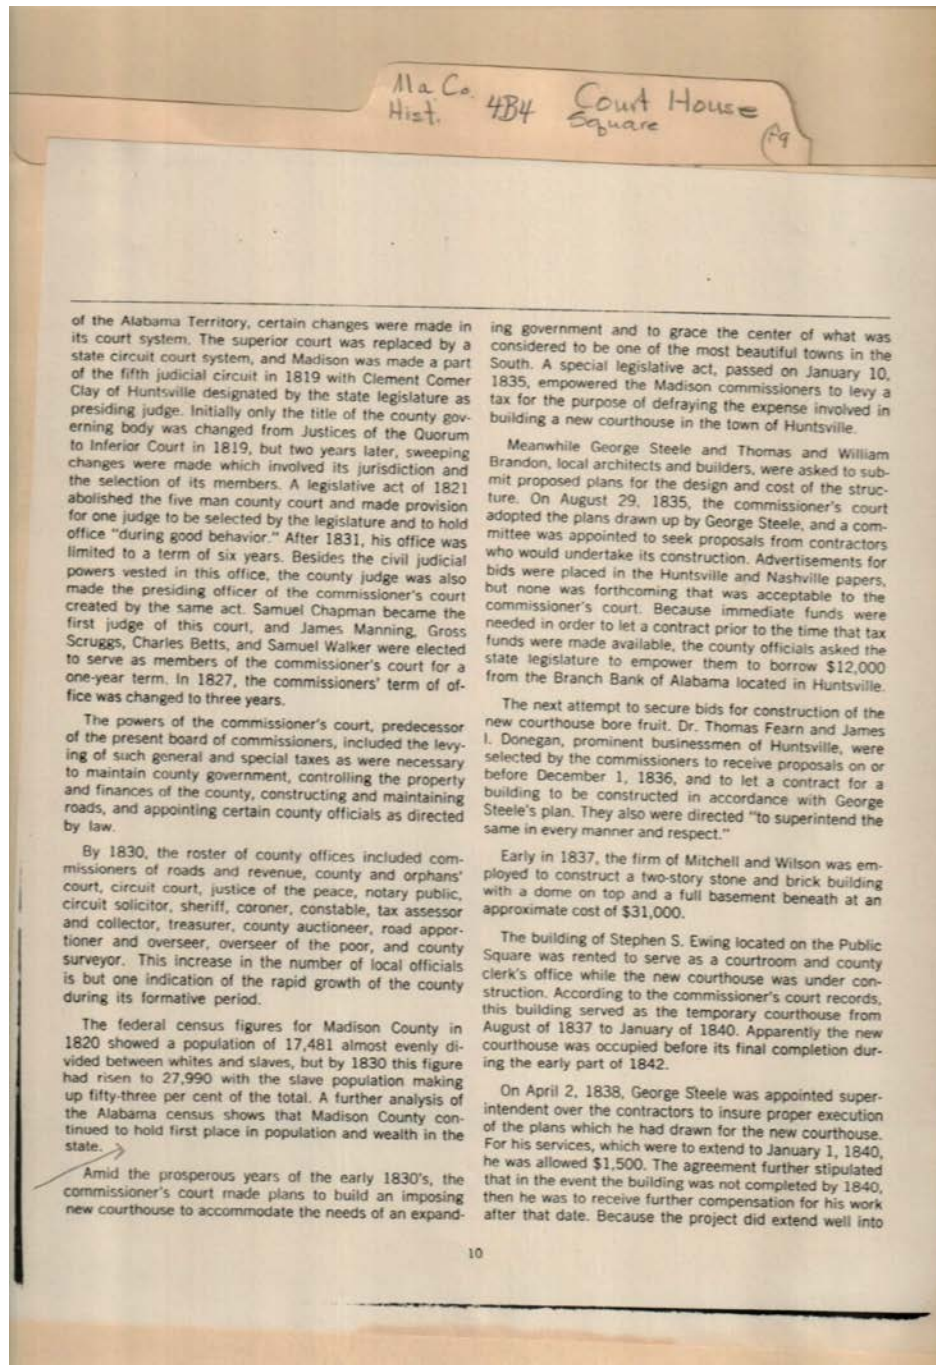 Ma. Co. Hist. 4B4 Court House Square
of the Alabama Territory, certain changes were made in
its court system. The superior court was replaced by a
state circuit court system, and Madison was made a part
of the fifth judicial circuit in 1819 with Clement Comer
Clay of Huntsville designated by the state legislature as
presiding judge. Initially only the title of the county gov-
erning body was changed from Justices of the Quorum
to Inferior Court in 1819, but two years later, sweeping
changes were made which involved its jurisdiction and
the selection of its members. A legislative act of 1821
abolished the five man county court and made provision
for one judge to be selected by the legislature and to hold
office "during good behavior." After 1831, his office was
limited to a term of six years. Besides the civil judicial
powers vested in this office, the county judge was also
made the presiding officer of the commissioner's court
created by the same act. Samuel Chapman became the
first judge of this court, and James Manning, Gross
Scruggs, Charles Betts, and Samuel Walker were elected
to serve as members of the commissioner's court for a
one-year term. In 1827, the commissioners' term of of-
fice was changed to three years.
The powers of the commissioner's court, predecessor
of the present board of commissioners, included the levy-
ing of such general and special taxes as were necessary
to maintain county government, controlling the property
and finances of the county, constructing and maintaining
roads, and appointing certain county officials as directed
by law.
By 1830, the roster of county offices included com-
missioners of roads and revenue, county and orphans'
court, circuit court, justice of the peace, notary public,
circuit solicitor, sheriff, coroner, constable, tax assessor
and collector, treasurer, county auctioneer, road appor-
tioner and overseer, overseer of the poor, and county
surveyor. This increase in the number of local officials
is but one indication of the rapid growth of the county
during its formative period.
The federal census figures for Madison County in
1820 showed a population of 17,481 almost evenly di-
vided between whites and slaves, but by 1830 this figure
had risen to 27,990 with the slave population making
up fifty-three per cent of the total. A further analysis of
the Alabama census shows that Madison County con-
tinued to hold first place in population and wealth in the
state.
Amid the prosperous years of the early 1830's, the
commissioner's court made plans to build an imposing
new courthouse to accommodate the needs of an expand-
ing government and to grace the center of what was
considered to be one of the most beautiful towns in the
South. A special legislative act, passed on January 10,
1835, empowered the Madison commissioners to levy a
tax for the purpose of defraying the expense involved in
building a new courthouse in the town of Huntsville.
Meanwhile George Steele and Thomas and William
Brandon, local architects and builders, were asked to sub-
mit proposed plans for the design and cost of the struc-
ture. On August 29, 1835, the commissioner's court
adopted the plans drawn up by George Steele, and a com-
mittee was appointed to seek proposals from contractors
who would undertake its construction. Advertisements for
bids were placed in the Huntsville and Nashville papers,
but none was forthcoming that was acceptable to the
commissioner's court. Because immediate funds were
needed in order to let a contract prior to the time that tax
funds were made available, the county officials asked the
state legislature to empower them to borrow $12,000
from the Branch Bank of Alabama located in Huntsville.
The next attempt to secure bids for construction of the
new courthouse bore fruit. Dr. Thomas Fearn and James
I. Donegan, prominent businessmen of Huntsville, were
selected by the commissioners to receive proposals on or
before December 1, 1836, and to let a contract for a
building to be constructed in accordance with George
Steele's plan. They also were directed "to superintend the
same in every manner and respect."
Early in 1837, the firm of Mitchell and Wilson was em-
ployed to construct a two-story stone and brick building
with a dome on top and a full basement beneath at an
approximate cost of $31,000.
The building of Stephen S. Ewing located on the Public
Square was rented to serve as a courtroom and county
clerk's office while the new courthouse was under con-
struction. According to the commissioner's court records,
this building served as the temporary courthouse from
August of 1837 to January of 1840. Apparently the new
courthouse was occupied before its final completion dur-
ing the early part of 1842.
On April 2, 1838, George Steele was appointed super-
intendent over the contractors to insure proper execution
of the plans which he had drawn for the new courthouse.
For his services, which were to extend to January 1, 1840,
he was allowed $1,500. The agreement further stipulated
that in the event the building was not completed by 1840,
then he was to receive further compensation for his work
after that date. Because the project did extend well into
10